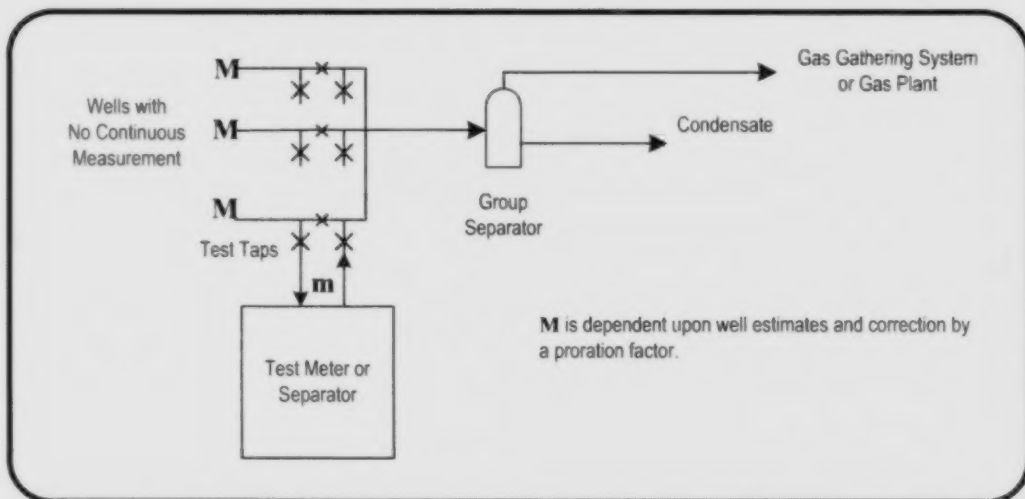 M
Gas Gathering System
or Gas Plant
Wells with
No Continuous
Measurement
M
Condensate
M
Group
Separator
Test Taps
m
M is dependent upon well estimates and correction by
a proration factor.
Test Meter or
Separator